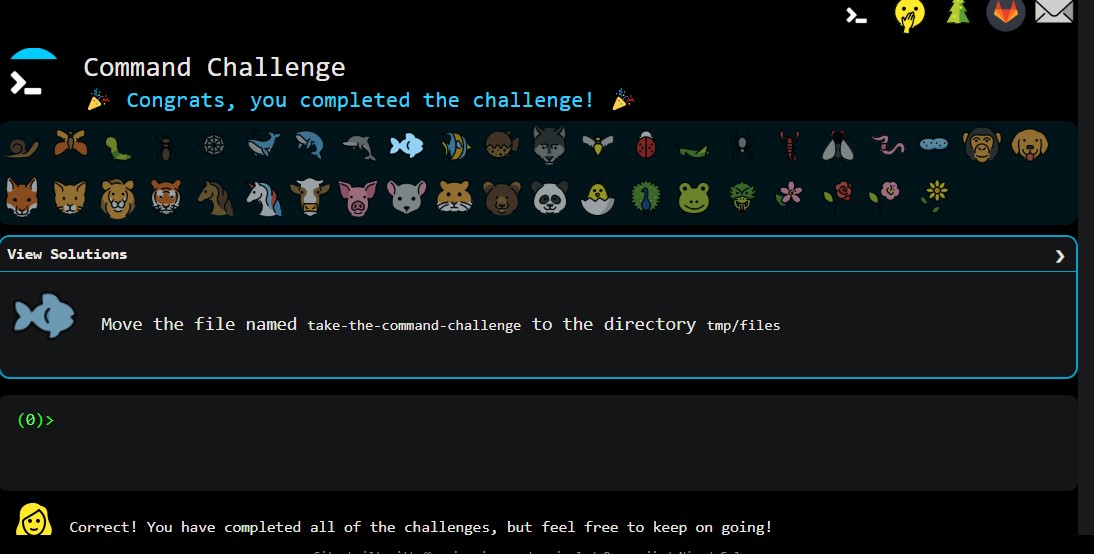 Command Challenge
Congrats, you completed the challenge!
View Solutions
Move the file named take-the-command-challenge to the directory tmp/files
(0)>
Correct! You have completed all of the challenges, but feel free to keep on going!